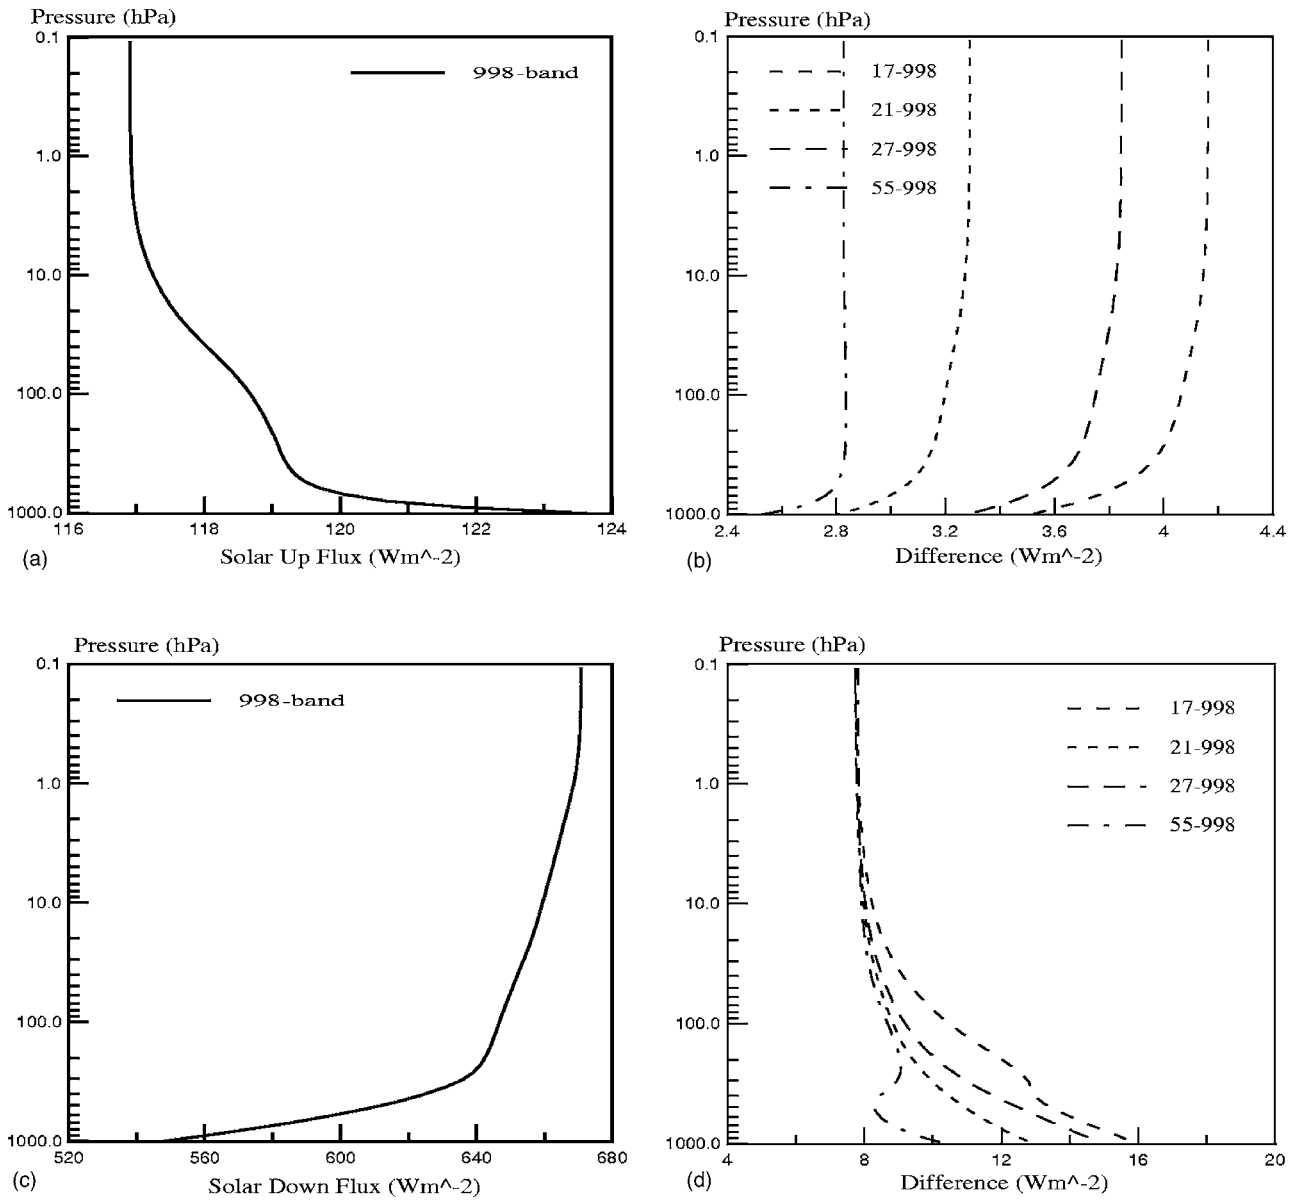 Pressure (hPa)
0.1
1.0
10.0
100.0
1000.0
998-band
116 118 120 122 124
(a) Solar Up Flux (Wm^-2)
Pressure (hPa)
0.1
1.0
10.0
100.0
1000.0
17-998
21-998
27-998
55-998
2.4 2.8 3.2 3.6 4 4.4
(b) Difference (Wm^-2)
Pressure (hPa)
0.1
1.0
10.0
100.0
1000.0
998-band
520 560 600 640 680
(c) Solar Down Flux (Wm^-2)
Pressure (hPa)
0.1
1.0
10.0
100.0
1000.0
17-998
21-998
27-998
55-998
4 8 12 16 20
(d) Difference (Wm^-2)